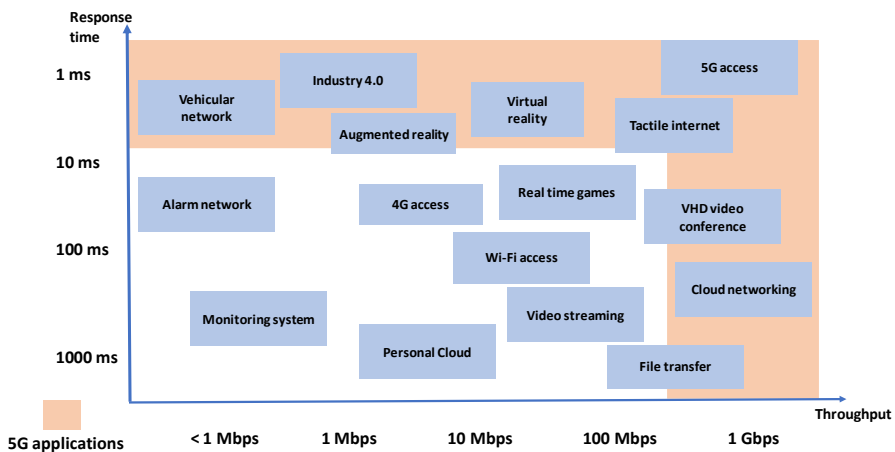 Response
time
1 ms
5G access
Industry 4.0
Vehicular
network
Virtual
reality
Tactile internet
Augmented reality
10 ms
Real time games
Alarm network
4G access
VHD video
conference
100 ms
Wi-Fi access
Cloud networking
Monitoring system
Video streaming
1000 ms
Personal Cloud
File transfer
Throughput
5G applications
< 1 Mbps
1 Mbps
10 Mbps
100 Mbps
1 Gbps